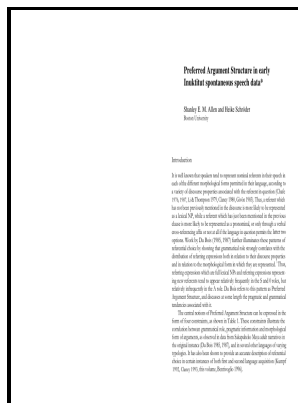 Preferred Argument Structure in early
Inuktitut spontaneous speech data*
Shanley E. M. Allen and Heike Schröder
Boston University
Introduction
It is well known that speakers tend to represent nominal referents in their speech in
each of the different morphological forms permitted in their language, according to
a variety of discourse properties associated with the referent in question (Chafe
1976, 1987, Li & Thompson 1979, Clancy 1980, Givón 1983). Thus, a referent which
has not been previously mentioned in the discourse is more likely to be represented
as a lexical NP, while a referent which has just been mentioned in the previous
clause is more likely to be represented as a pronominal, or only through a verbal
cross-referencing affix or not at all if the language in question permits the latter two
options. Work by Du Bois (1985, 1987) further illuminates these patterns of
referential choice by showing that grammatical role strongly correlates with the
distribution of referring expressions both in relation to their discourse properties
and in relation to the morphological form in which they are represented. Thus,
referring expressions which are full lexical NPs and referring expressions represent-
ing new referents tend to appear relatively frequently in the S and O roles, but
relatively infrequently in the A role. Du Bois refers to this pattern as Preferred
Argument Structure, and discusses at some length the pragmatic and grammatical
tendencies associated with it.
The central notions of Preferred Argument Structure can be expressed in the
form of four constraints, as shown in Table 1. These constraints illustrate the
correlation between grammatical role, pragmatic information and morphological
form of arguments, as observed in data from Sakapultek Maya adult narratives in
the original instance (Du Bois 1985, 1987), and in several other languages of varying
typologies. It has also been shown to provide an accurate description of referential
choice in certain instances of both first and second language acquisition (Kumpf
1992, Clancy 1993, this volume,